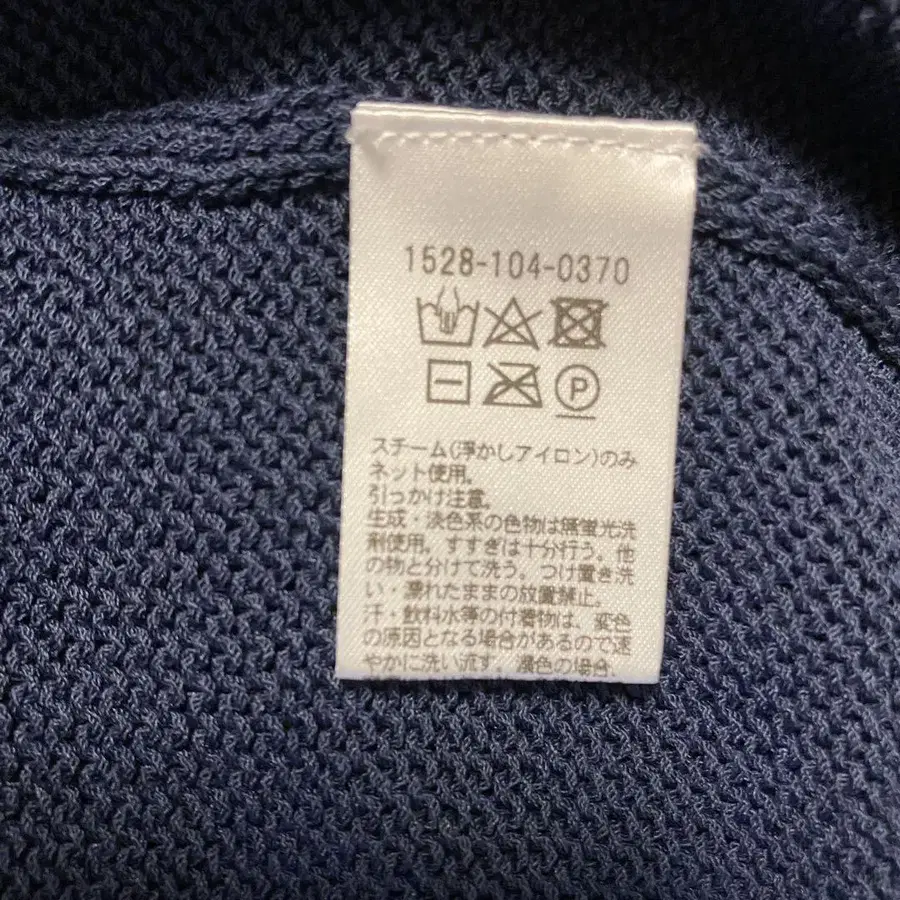 1528-104-0370
P
スチーム(浮かしアイロン)のみ
ネット使用。
引っかけ注意。
生成・淡色系の色物は無蛍光洗
剤使用。すすぎは十分行う。他
の物と分けて洗う。つけ置き洗
い・濡れたままの放置禁止。
汗・飲料水等の付着物は、変色
の原因となる場合があるので速
やかに洗い流す。濃色の場合、